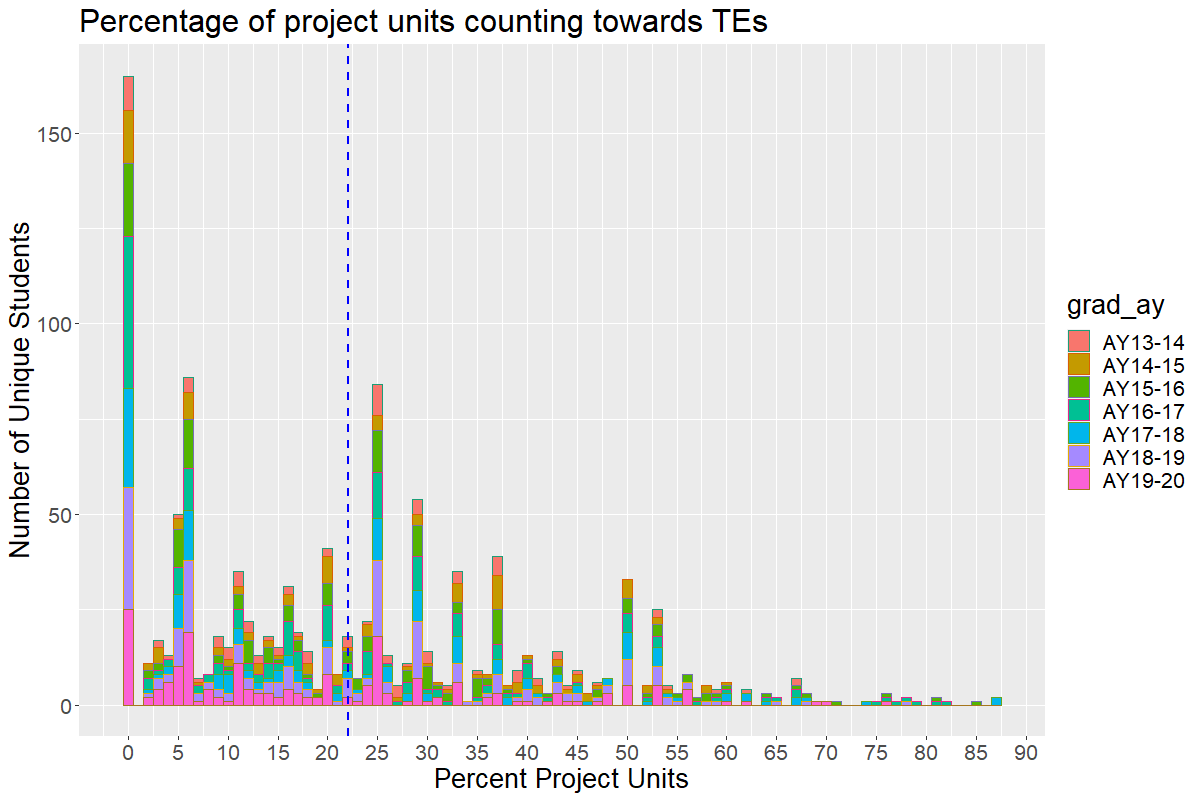 Percentage of project units counting towards TEs
Number of Unique Students
150
100
50
0
0 5 10 15 20 25 30 35 40 45 50 55 60 65 70 75 80 85 90
Percent Project Units
grad_ay
AY13-14
AY14-15
AY15-16
AY16-17
AY17-18
AY18-19
AY19-20